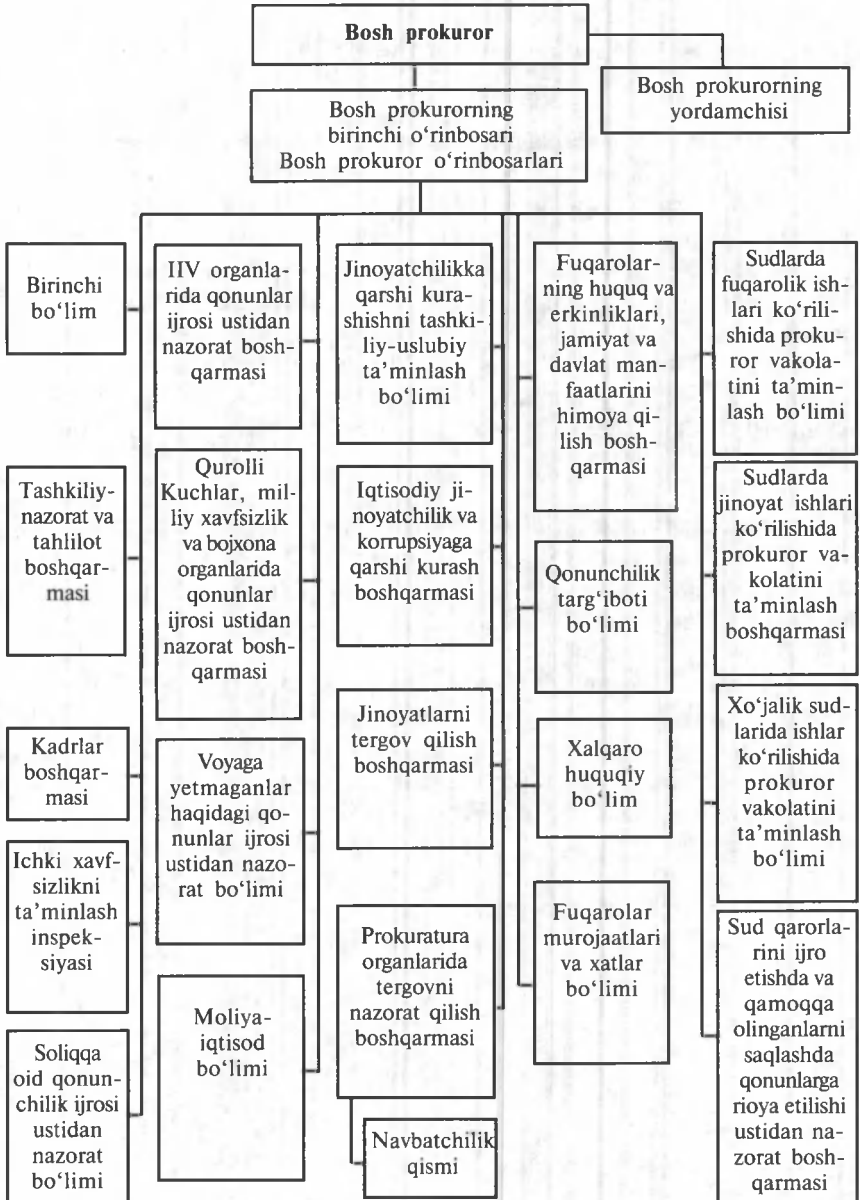 Bosh prokuror
Bosh prokurorning
yordamchisi
Bosh prokurorning
birinchi o‘rinbosari
Bosh prokuror o‘rinbosarlari
Birinchi
bo‘lim
Tashkiliy-
nazorat va
tahlilot
boshqar-
masi
Kadrlar
boshqar-
masi
Ichki xavf-
sizlikni
ta’minlash
inspek-
siyasi
Soliqqa
oid qonun-
chilik ijrosi
ustidan
nazorat
bo‘limi
IIV organla-
rida qonunlar
ijrosi ustidan
nazorat bosh-
qarmasi
Qurolli
Kuchlar, mil-
liy xavfsizlik
va bojxona
organlarida
qonunlar
ijrosi ustidan
nazorat bosh-
qarmasi
Voyaga
yetmaganlar
haqidagi qo-
nunlar ijrosi
ustidan nazo-
rat bo‘limi
Moliya-
iqtisod
bo‘limi
Jinoyatchilikka
qarshi kura-
shishni tashki-
liy-uslubiy
ta’minlash
bo‘limi
Iqtisodiy ji-
noyatchilik va
korrupsiyaga
qarshi kurash
boshqarmasi
Jinoyatlarni
tergov qilish
boshqarmasi
Prokuratura
organlarida
tergovni
nazorat qilish
boshqarmasi
Navbatchilik
qismi
Fuqarolar-
ning huquq va
erkinliklari,
jamiyat va
davlat man-
faatlarini
himoya qi-
lish bosh-
qarmasi
Qonunchilik
targ‘iboti
bo‘limi
Xalqaro
huquqiy
bo‘lim
Fuqarolar
murojaatlari
va xatlar
bo‘limi
Sudlarda
fuqarolik ish-
lari ko‘rili-
shida proku-
ror vakola-
tini ta’min-
lash bo‘limi
Sudlarda
jinoyat ishlari
ko‘rilishida
prokuror va-
kolatini
ta’minlash
boshqarmasi
Xo‘jalik sud-
larida ishlar
ko‘rilishida
prokuror
vakolatini
ta’minlash
bo‘limi
Sud qarorla-
rini ijro
etishda va
qamoqqa
olinganlarni
saqlashda
qonunlarga
rioya etilishi
ustidan na-
zorat bosh-
qarmasi